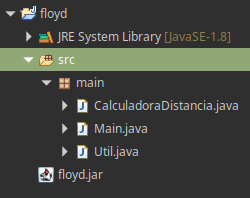 floyd
JRE System Library [JavaSE-1.8]
src
main
CalculadoraDistancia.java
Main.java
Util.java
floyd.jar